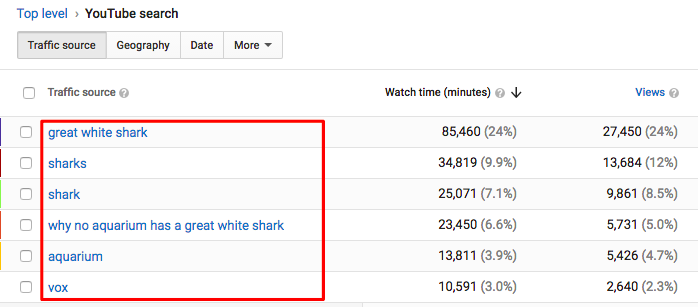 Top level › YouTube search
Traffic source Geography Date More
Traffic source Watch time (minutes) Views
great white shark 85,460 (24%) 27,450 (24%)
sharks 34,819 (9.9%) 13,684 (12%)
shark 25,071 (7.1%) 9,861 (8.5%)
why no aquarium has a great white shark 23,450 (6.6%) 5,731 (5.0%)
aquarium 13,811 (3.9%) 5,426 (4.7%)
vox 10,591 (3.0%) 2,640 (2.3%)